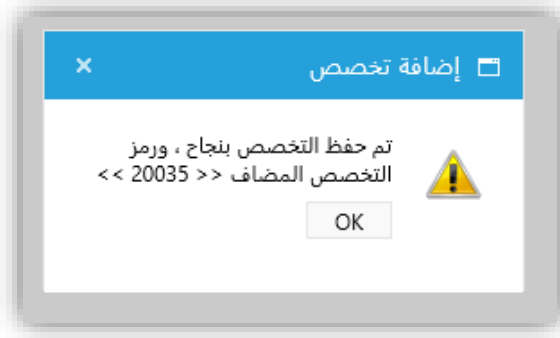 إضافة تخصص
×
تم حفظ التخصص بنجاح ، ورمز
التخصص المضاف << 20035 >>
OK